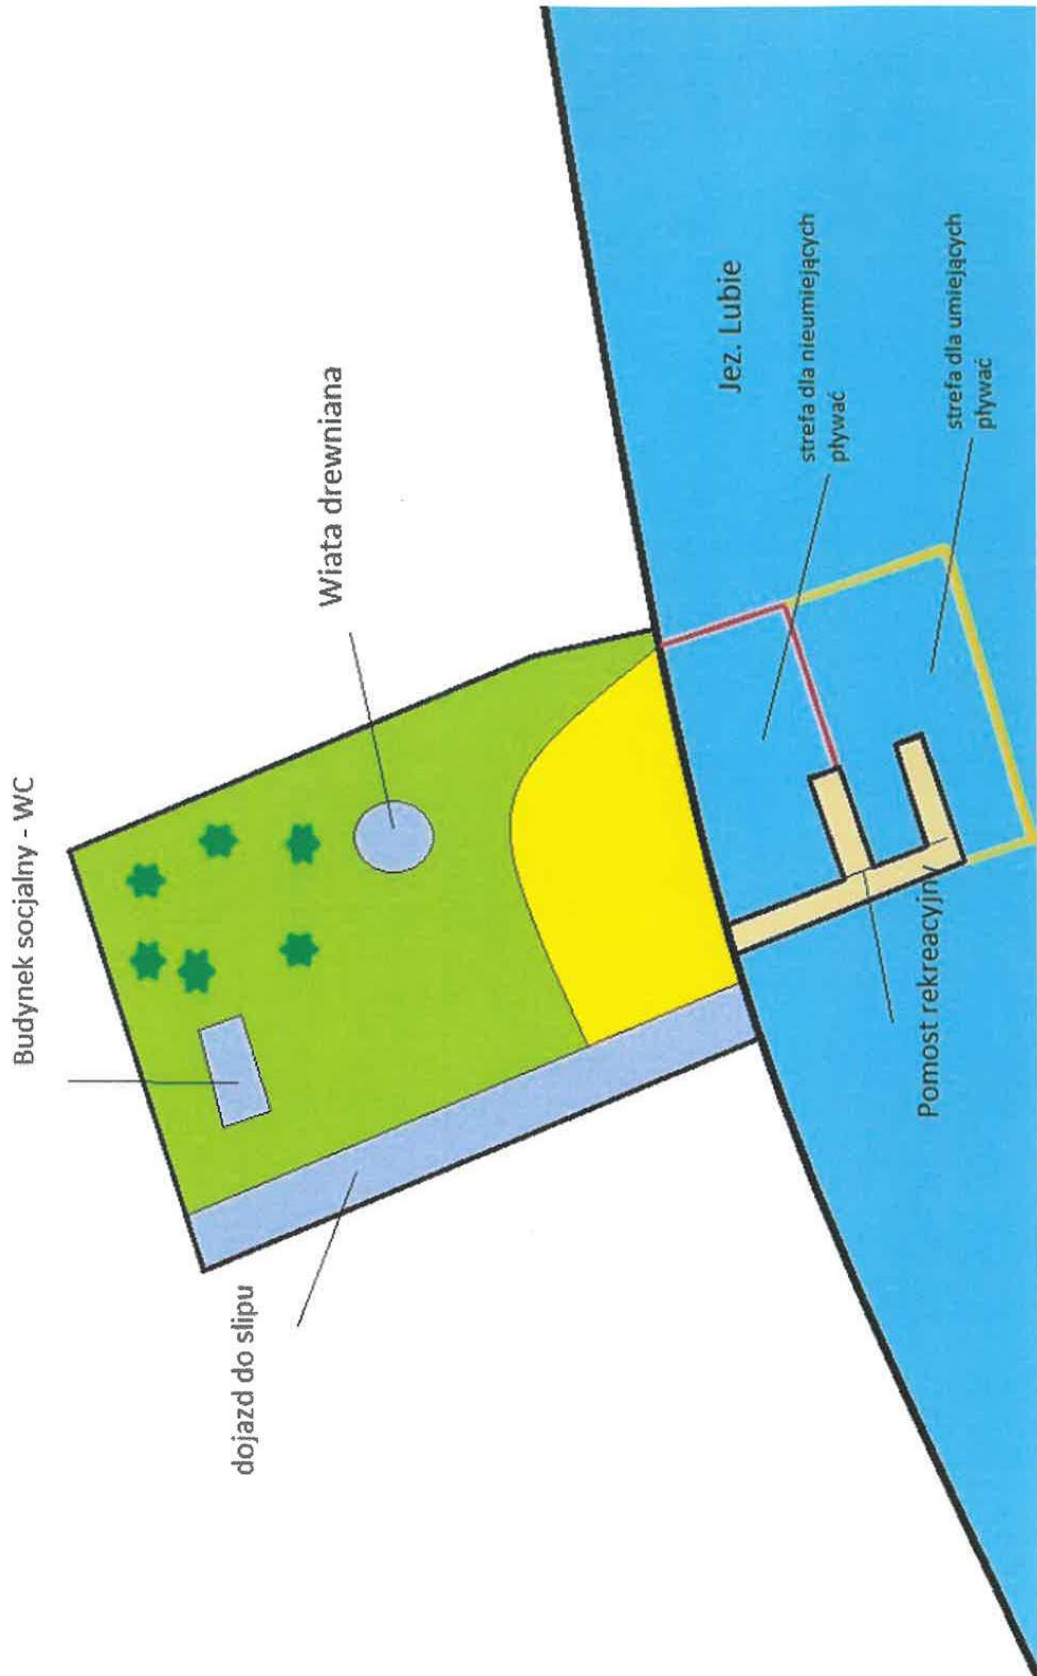 Budynek socjalny - WC
Wiata drewniana
dojazd do slipu
Jez. Lubie
strefa dla nieumiejących
pływać
strefa dla umiejących
pływać
Pomost rekreacyjny